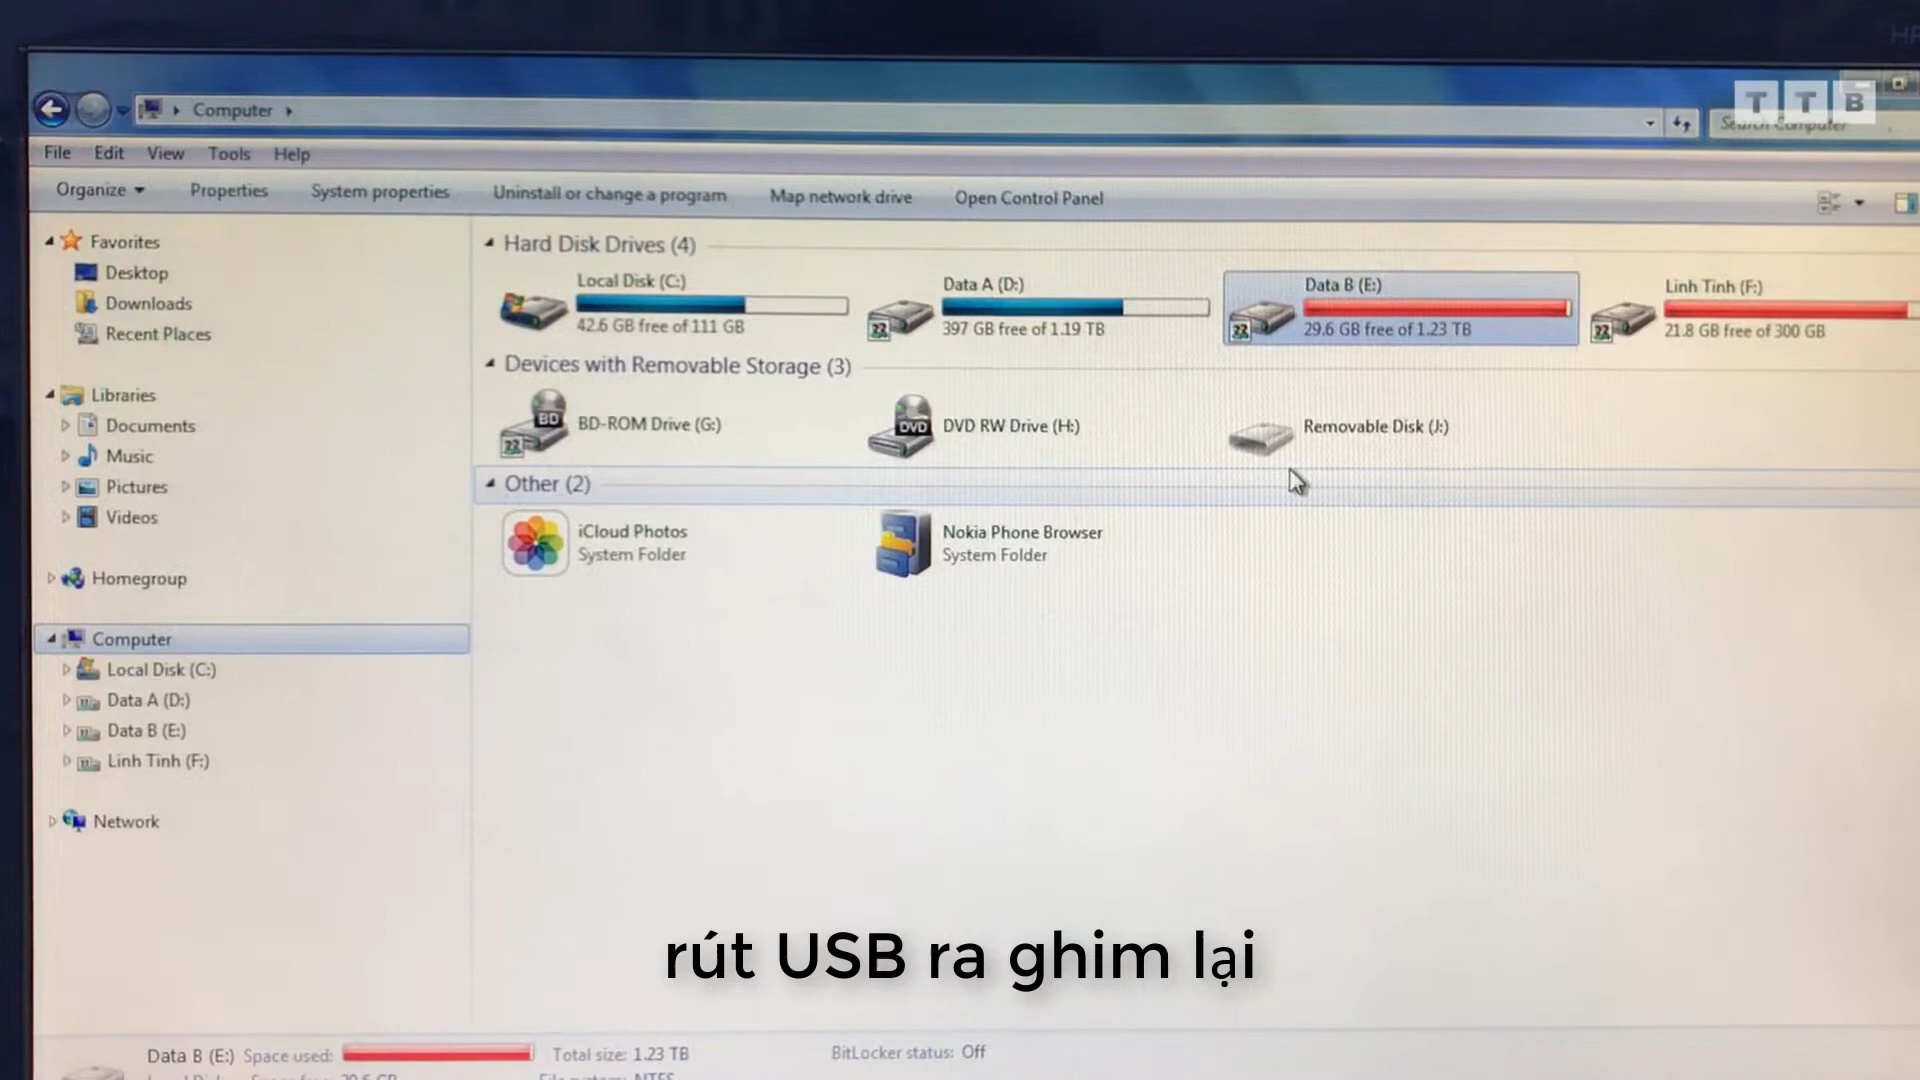 TTB
Computer
Search Computer
File Edit View Tools Help
Organize Properties System properties Uninstall or change a program Map network drive Open Control Panel
Favorites
Desktop
Downloads
Recent Places
Libraries
Documents
Music
Pictures
Videos
Homegroup
Computer
Local Disk (C:)
Data A (D:)
Data B (E:)
Linh Tinh (F:)
Network
Hard Disk Drives (4)
Local Disk (C:)
42.6 GB free of 111 GB
Data A (D:)
397 GB free of 1.19 TB
Data B (E:)
29.6 GB free of 1.23 TB
Linh Tinh (F:)
21.8 GB free of 300 GB
Devices with Removable Storage (3)
BD
BD-ROM Drive (G:)
DVD
DVD RW Drive (H:)
Removable Disk (J:)
Other (2)
iCloud Photos
System Folder
Nokia Phone Browser
System Folder
rút USB ra ghim lại
Data B (E:) Space used: Total size: 1.23 TB BitLocker status: Off